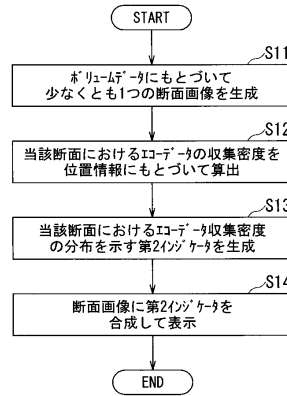 START
S11
ﾎﾞﾘｭｰﾑﾃﾞｰﾀにもとづいて
少なくとも1つの断面画像を生成
S12
当該断面におけるｴｺｰﾃﾞｰﾀの収集密度を
位置情報にもとづいて算出
S13
当該断面におけるｴｺｰﾃﾞｰﾀ収集密度
の分布を示す第2ｲﾝｼﾞｹｰﾀを生成
S14
断面画像に第2ｲﾝｼﾞｹｰﾀを
合成して表示
END